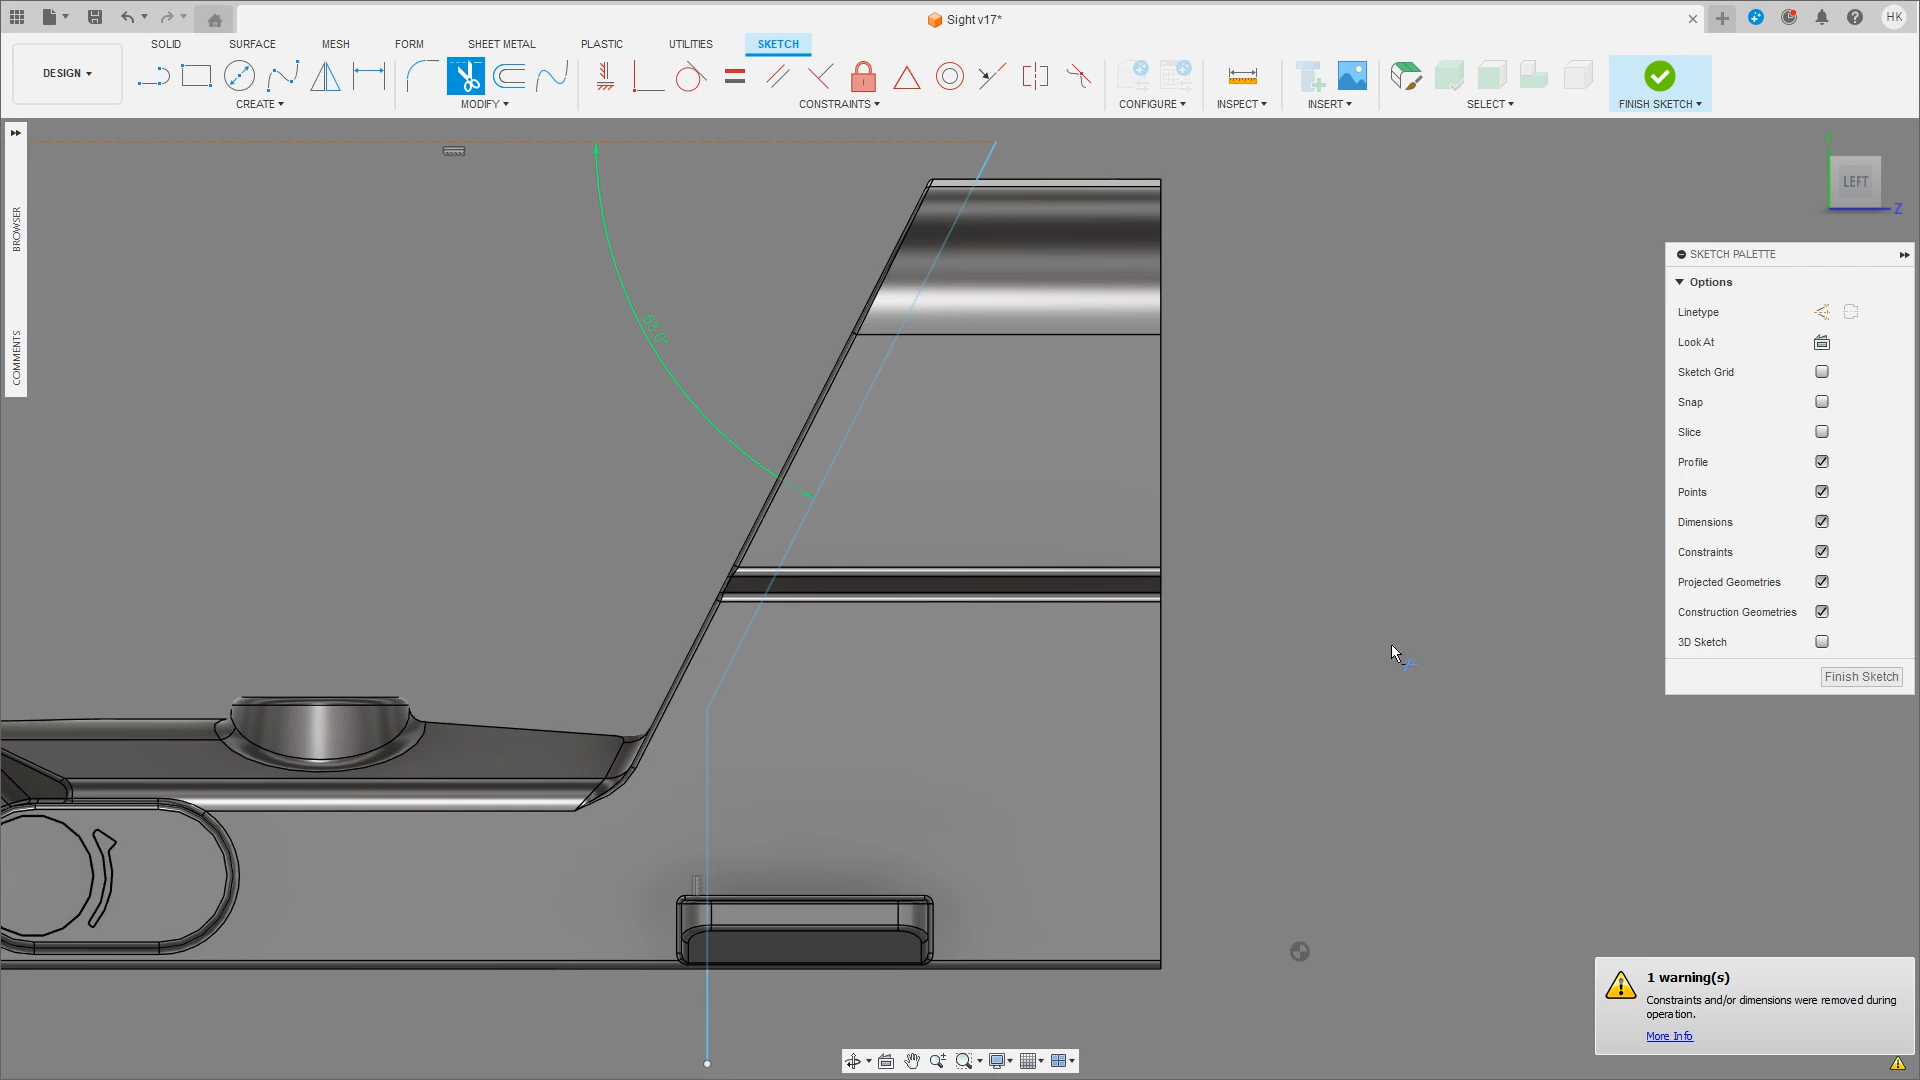 Sight v17*
HK
DESIGN
SOLID
SURFACE
MESH
FORM
SHEET METAL
PLASTIC
UTILITIES
SKETCH
CREATE
MODIFY
CONSTRAINTS
CONFIGURE
INSPECT
INSERT
SELECT
FINISH SKETCH
BROWSER
COMMENTS
63.0°
LEFT
Z
SKETCH PALETTE
Options
Linetype
Look At
Sketch Grid
Snap
Slice
Profile
Points
Dimensions
Constraints
Projected Geometries
Construction Geometries
3D Sketch
Finish Sketch
1 warning(s)
Constraints and/or dimensions were removed during
operation.
More Info